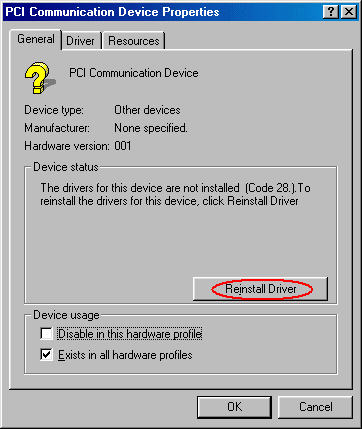 PCI Communication Device Properties
General Driver Resources
PCI Communication Device
Device type: Other devices
Manufacturer: None specified.
Hardware version: 001
Device status
The drivers for this device are not installed (Code 28.).To
reinstall the drivers for this device, click Reinstall Driver
Reinstall Driver
Device usage
Disable in this hardware profile
Exists in all hardware profiles
OK Cancel